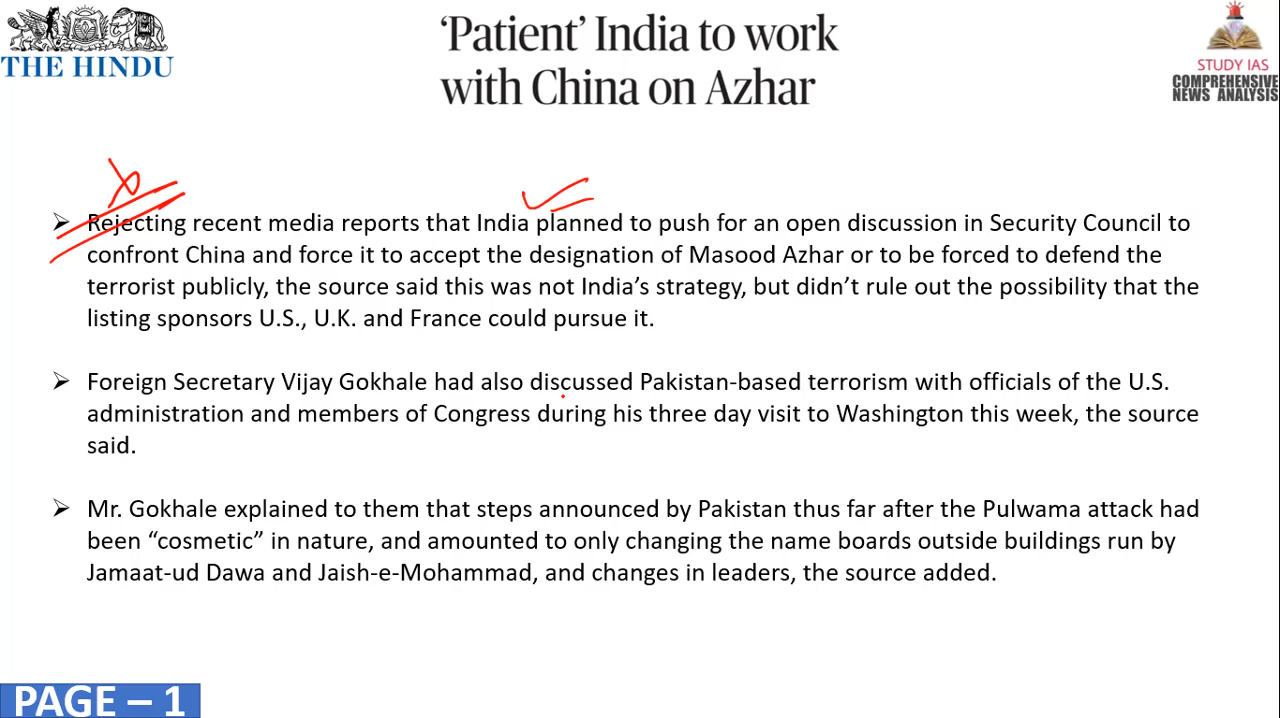 THE HINDU
‘Patient’ India to work
with China on Azhar
STUDY IAS
COMPREHENSIVE
NEWS ANALYSIS
➢ Rejecting recent media reports that India planned to push for an open discussion in Security Council to
confront China and force it to accept the designation of Masood Azhar or to be forced to defend the
terrorist publicly, the source said this was not India’s strategy, but didn’t rule out the possibility that the
listing sponsors U.S., U.K. and France could pursue it.
➢ Foreign Secretary Vijay Gokhale had also discussed Pakistan-based terrorism with officials of the U.S.
administration and members of Congress during his three day visit to Washington this week, the source
said.
➢ Mr. Gokhale explained to them that steps announced by Pakistan thus far after the Pulwama attack had
been “cosmetic” in nature, and amounted to only changing the name boards outside buildings run by
Jamaat-ud Dawa and Jaish-e-Mohammad, and changes in leaders, the source added.
PAGE – 1